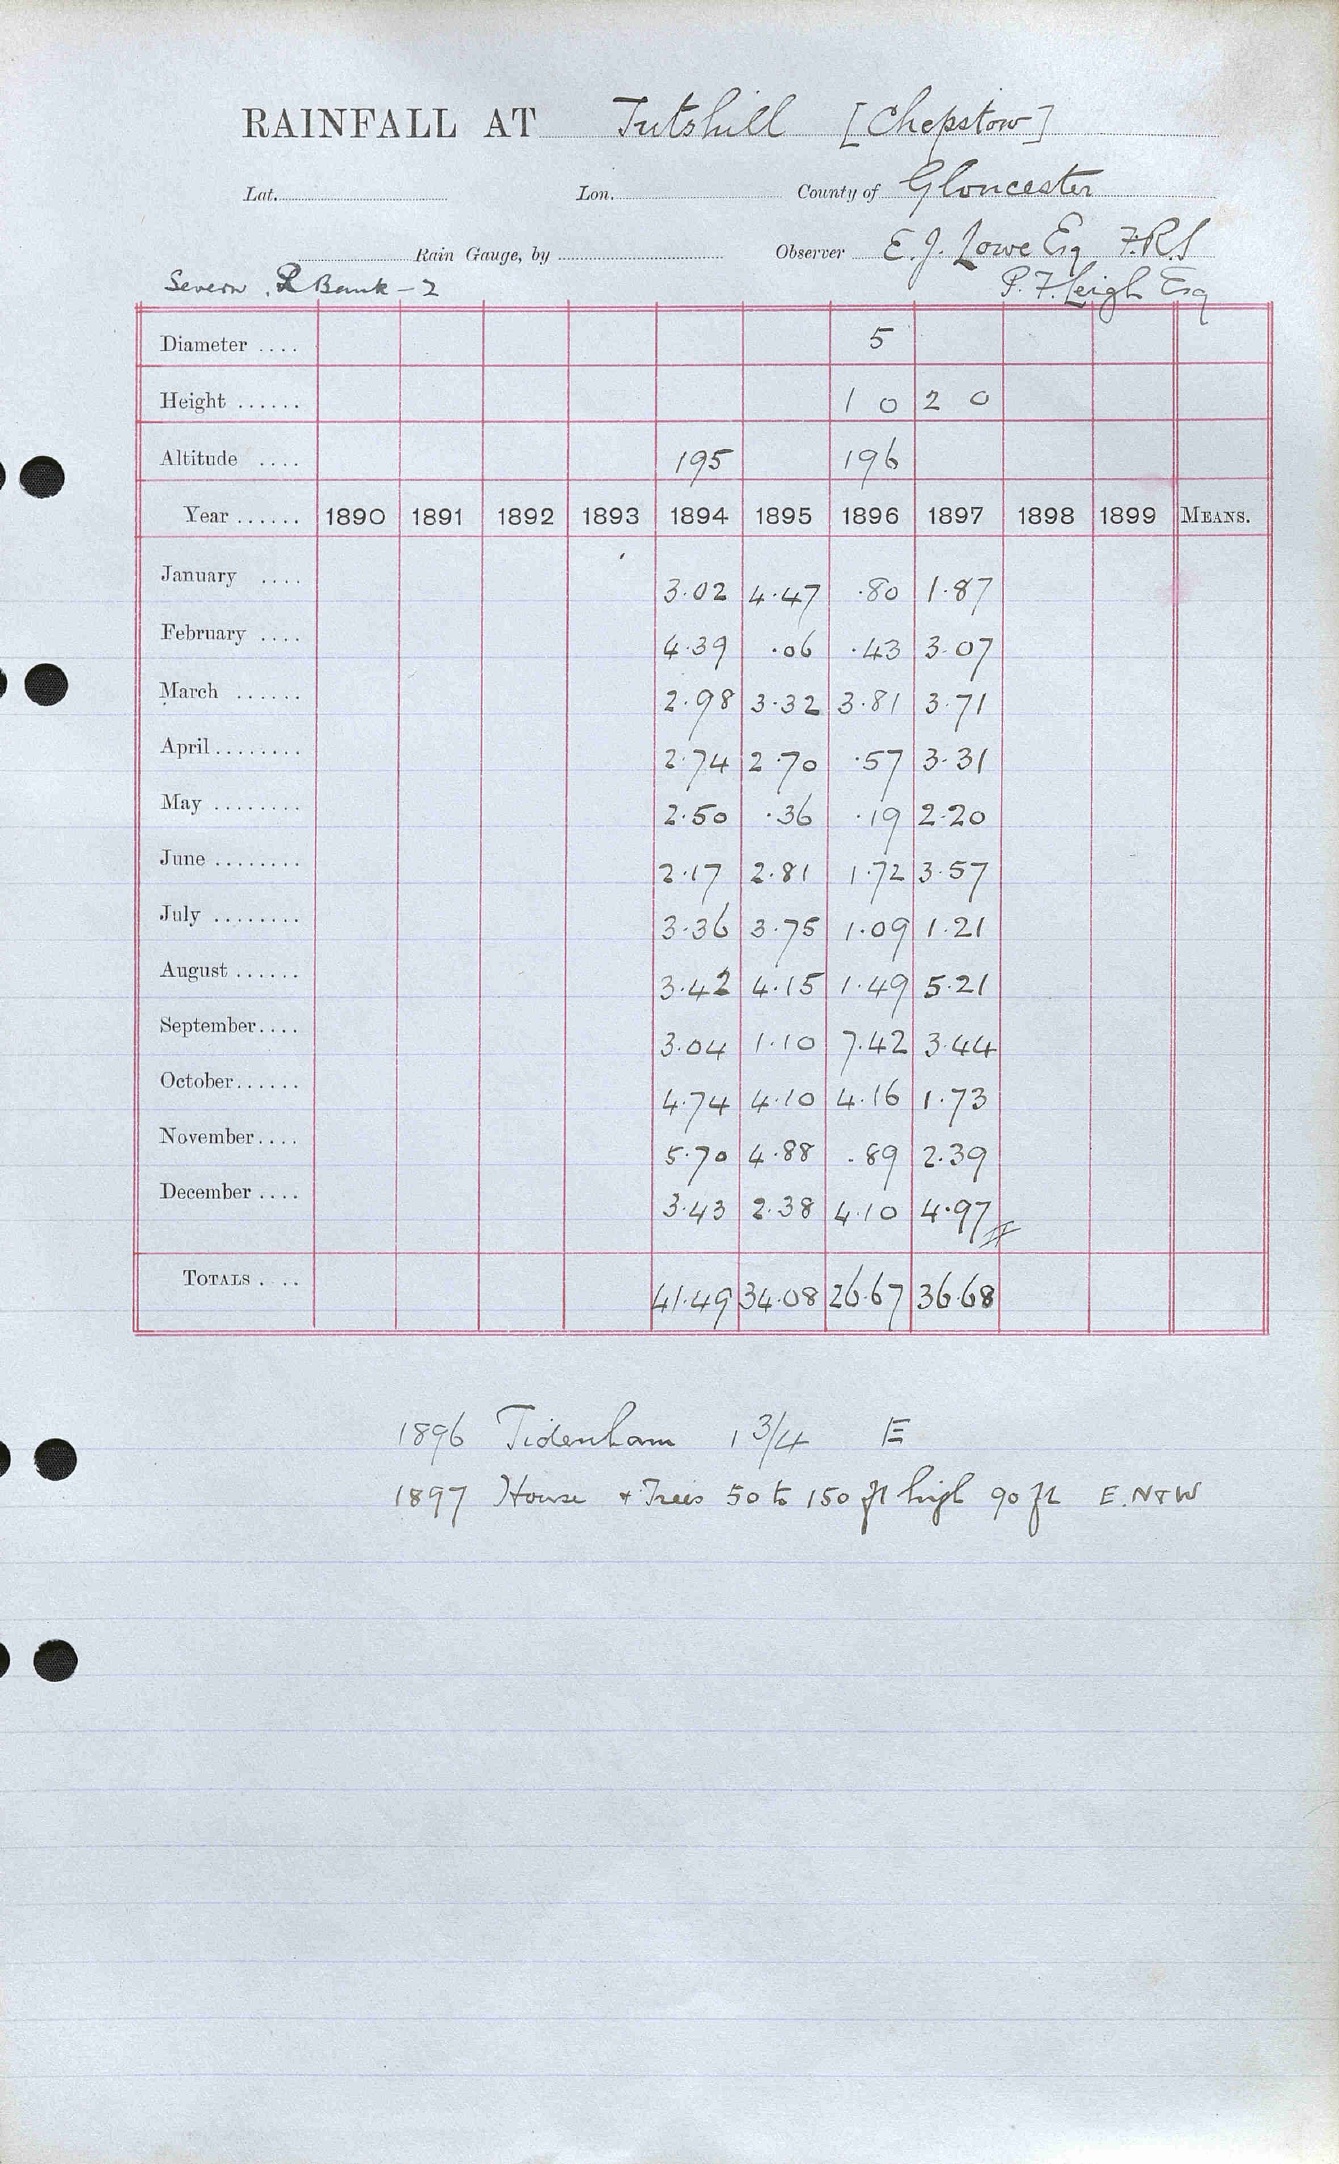 RAINFALL AT Tutshill [Chepstow]
Lat. Lon. County of Gloucester
Rain Gauge, by Observer E. J. Lowe Esq F.R.S
Severn R Bank - 2 P. F. Leigh Esq
Diameter .... 5
Height ...... 1 0 2 0
Altitude .... 195 196
Year ...... 1890 1891 1892 1893 1894 1895 1896 1897 1898 1899 MEANS.
January .... 3.02 4.47 .80 1.87
February .... 4.39 .06 .43 3.07
March ...... 2.98 3.32 3.81 3.71
April ........ 2.74 2.70 .57 3.31
May ........ 2.50 .36 .19 2.20
June ........ 2.17 2.81 1.72 3.57
July ........ 3.36 3.75 1.09 1.21
August ...... 3.42 4.15 1.49 5.21
September .... 3.04 1.10 7.42 3.44
October ...... 4.74 4.10 4.16 1.73
November .... 5.70 4.88 .89 2.39
December .... 3.43 2.38 4.10 4.97
TOTALS .... 41.49 34.08 26.67 36.68
1896 Tidenham 1 3/4 E
1897 House + Trees 50 to 150 ft high 90 ft E. N + W